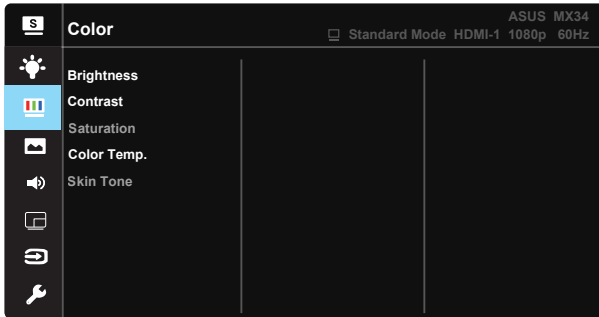 S
Color
ASUS MX34
Standard Mode HDMI-1 1080p 60Hz
Brightness
Contrast
Saturation
Color Temp.
Skin Tone